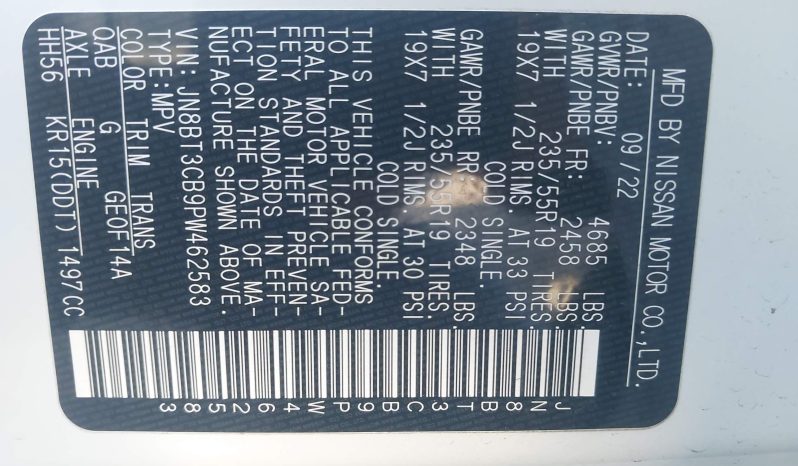 MFD BY NISSAN MOTOR CO.,LTD.
DATE: 09/22
GVWR/PNBV: 4685 LBS.
GAWR/PNBE FR: 2458 LBS.
WITH 235/55R19 TIRES.
19X7 1/2J RIMS. AT 33 PSI
COLD SINGLE.
GAWR/PNBE RR: 2348 LBS.
WITH 235/55R19 TIRES.
19X7 1/2J RIMS. AT 30 PSI
COLD SINGLE.
THIS VEHICLE CONFORMS
TO ALL APPLICABLE FED-
ERAL MOTOR VEHICLE SA-
FETY AND THEFT PREVEN-
TION STANDARDS IN EFF-
ECT ON THE DATE OF MA-
NUFACTURE SHOWN ABOVE.
VIN: JN8BT3CB9PW462583
TYPE:MPV
COLOR TRIM TRANS
QAB G GE0F14A
AXLE ENGINE
HH56 KR15(DDT) 1497CC
JN8BT3CB9PW462583